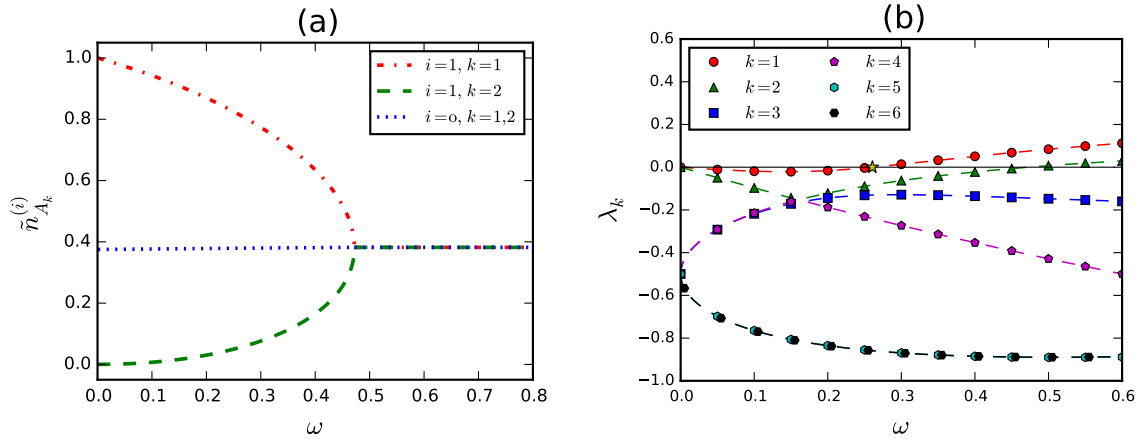 (a)
1.0
0.8
0.6
0.4
0.2
0.0
ñ_{A_k}^{(i)}
i=1, k=1
i=1, k=2
i=o, k=1,2
0.0 0.1 0.2 0.3 0.4 0.5 0.6 0.7 0.8
ω
(b)
0.6
0.4
0.2
0.0
−0.2
−0.4
−0.6
−0.8
−1.0
λ_k
k=1 k=4
k=2 k=5
k=3 k=6
0.0 0.1 0.2 0.3 0.4 0.5 0.6
ω